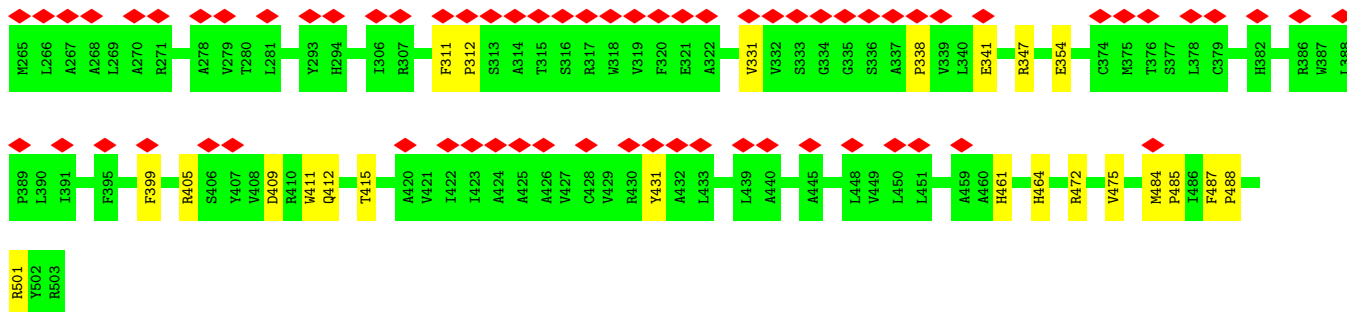 M265 L266 A267 A268 L269 A270 R271 A278 V279 T280 L281 Y293 H294 I306 R307 F311 P312 S313 A314 T315 S316 R317 W318 V319 F320 E321 A322 V331 V332 S333 G334 G335 S336 A337 P338 V339 L340 E341 R347 E354 C374 M375 T376 S377 L378 C379 H382 R386 W387 L388
P389 L390 I391 F395 F399 R405 S406 Y407 V408 D409 R410 W411 Q412 T415 A420 V421 I422 I423 A424 A425 A426 V427 C428 V429 R430 Y431 A432 L433 L439 A440 A445 L448 V449 L450 L451 A459 A460 H461 H464 R472 V475 M484 P485 I486 F487 P488
R501 Y502 R503